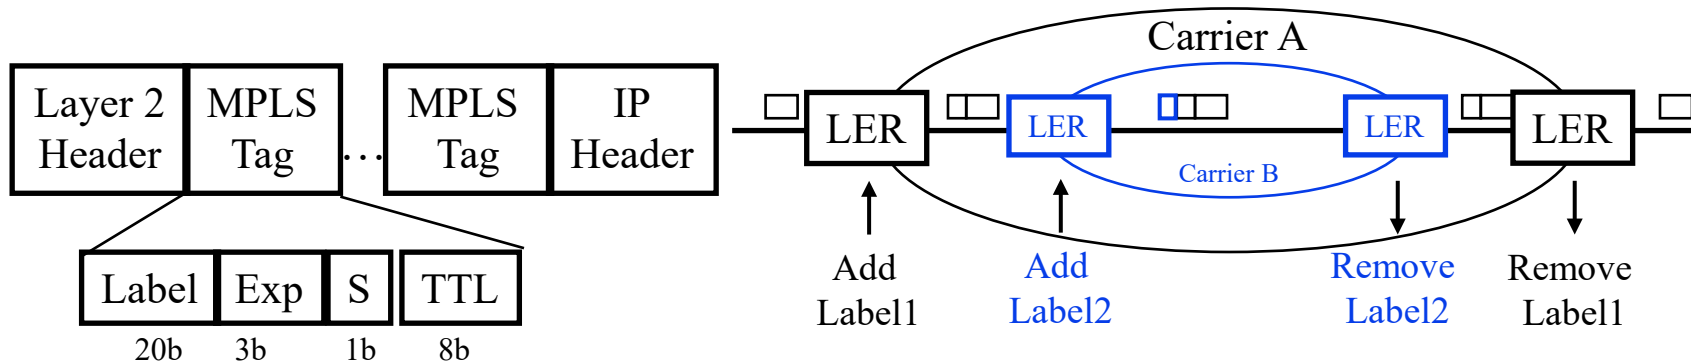 Layer 2
Header
MPLS
Tag
...
MPLS
Tag
IP
Header
Label
Exp
S
TTL
20b
3b
1b
8b
Carrier A
LER
LER
LER
LER
Carrier B
Add
Label1
Add
Label2
Remove
Label2
Remove
Label1